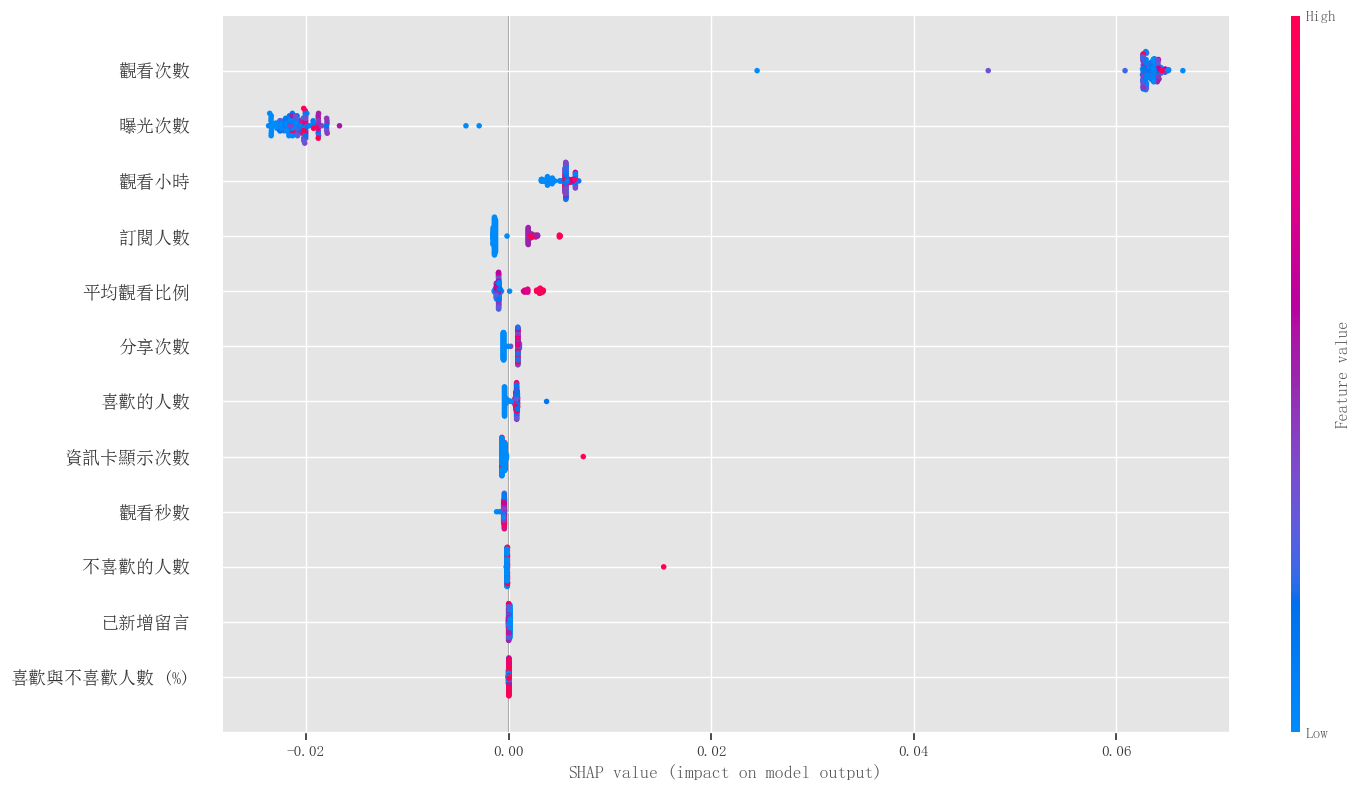 High
觀看次數
曝光次數
觀看小時
訂閱人數
平均觀看比例
分享次數
喜歡的人數
資訊卡顯示次數
觀看秒數
不喜歡的人數
已新增留言
喜歡與不喜歡人數 (%)
Feature value
Low
-0.02 0.00 0.02 0.04 0.06
SHAP value (impact on model output)